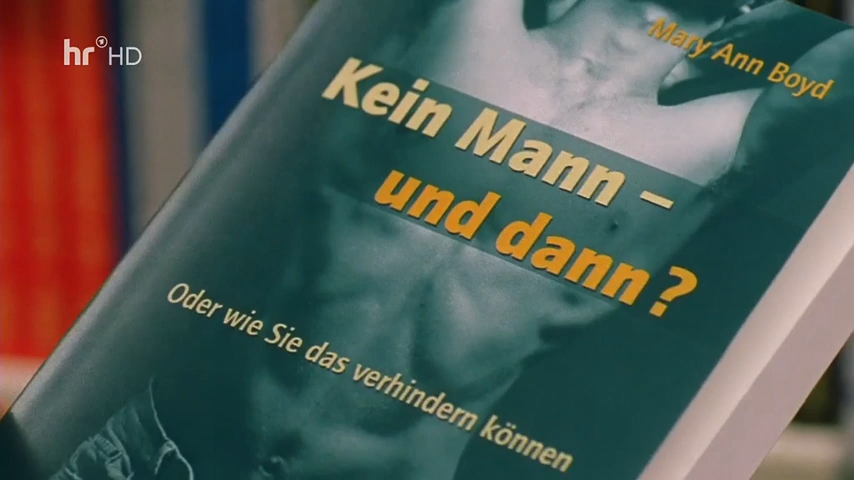 hr HD
Mary Ann Boyd
Kein Mann –
und dann?
Oder wie Sie das verhindern können